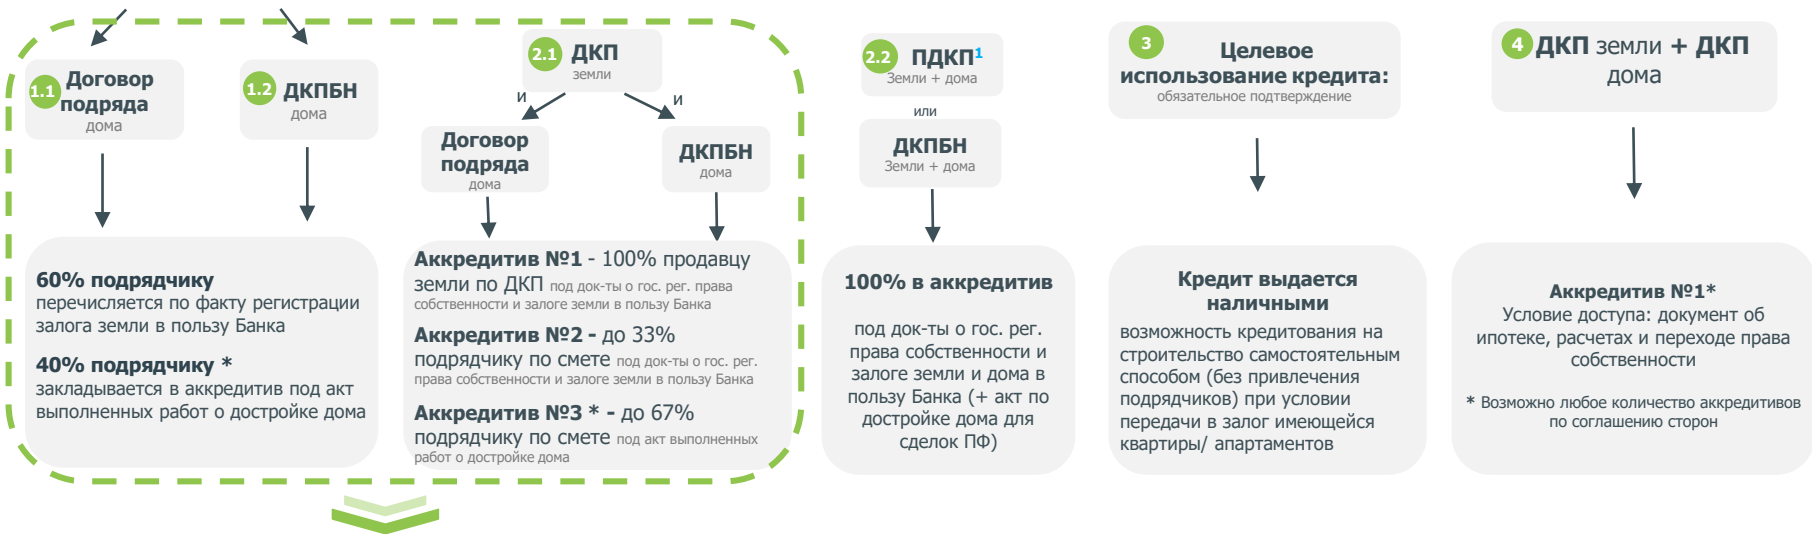 1.1
Договор
подряда
дома
1.2
ДКПБН
дома
60% подрядчику
перечисляется по факту регистрации
залога земли в пользу Банка
40% подрядчику *
закладывается в аккредитив под акт
выполненных работ о достройке дома
2.1
ДКП
земли
и
и
Договор
подряда
дома
ДКПБН
дома
Аккредитив №1 - 100% продавцу
земли по ДКП под док-ты о гос. рег. права
собственности и залоге земли в пользу Банка
Аккредитив №2 - до 33%
подрядчику по смете под док-ты о гос. рег.
права собственности и залоге земли в пользу Банка
Аккредитив №3 * - до 67%
подрядчику по смете под акт выполненных
работ о достройке дома
2.2
ПДКП1
Земли + дома
или
ДКПБН
Земли + дома
100% в аккредитив
под док-ты о гос. рег.
права собственности и
залоге земли и дома в
пользу Банка (+ акт по
достройке дома для
сделок ПФ)
3
Целевое
использование кредита:
обязательное подтверждение
Кредит выдается
наличными
возможность кредитования на
строительство самостоятельным
способом (без привлечения
подрядчиков) при условии
передачи в залог имеющейся
квартиры/ апартаментов
4
ДКП земли + ДКП
дома
Аккредитив №1*
Условие доступа: документ об
ипотеке, расчетах и переходе права
собственности
* Возможно любое количество аккредитивов
по соглашению сторон